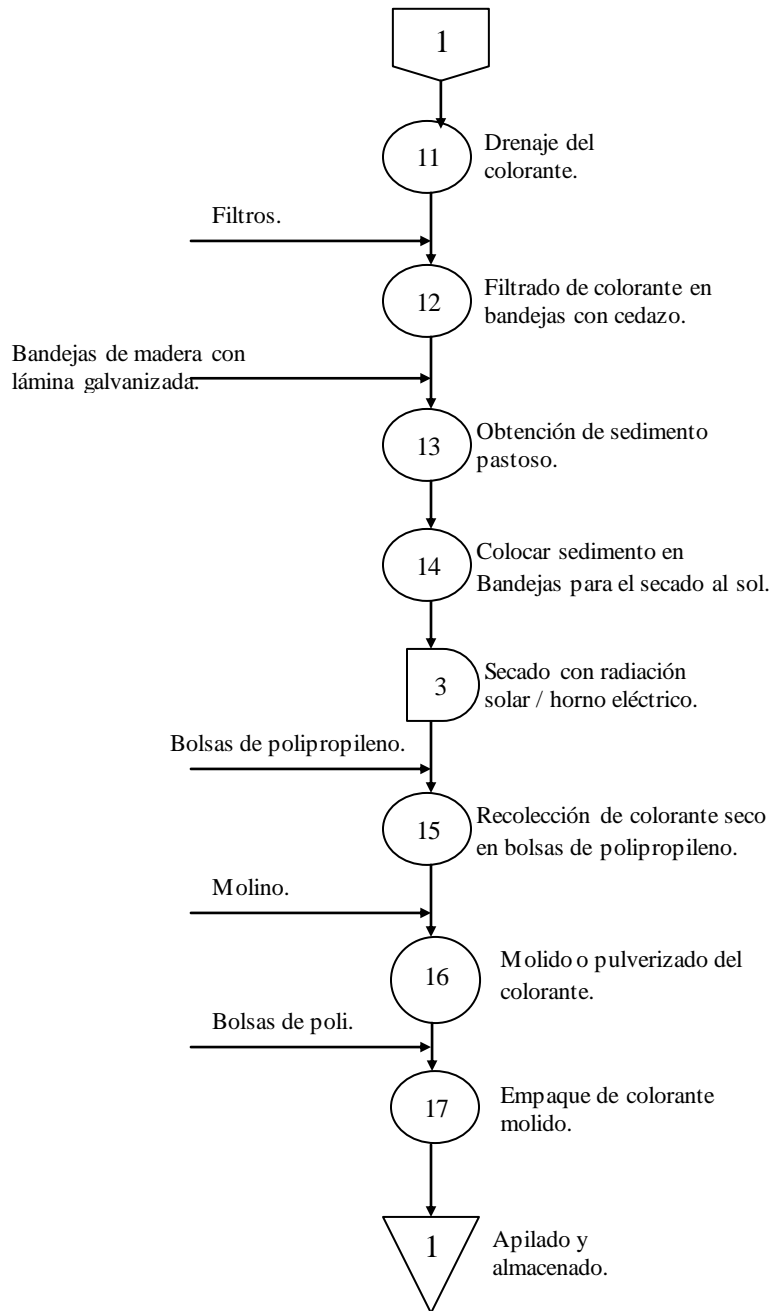 1
11
Drenaje del
colorante.
Filtros.
12
Filtrado de colorante en
bandejas con cedazo.
Bandejas de madera con
lámina galvanizada.
13
Obtención de sedimento
pastoso.
14
Colocar sedimento en
Bandejas para el secado al sol.
3
Secado con radiación
solar / horno eléctrico.
Bolsas de polipropileno.
15
Recolección de colorante seco
en bolsas de polipropileno.
Molino.
16
Molido o pulverizado del
colorante.
Bolsas de poli.
17
Empaque de colorante
molido.
1
Apilado y
almacenado.